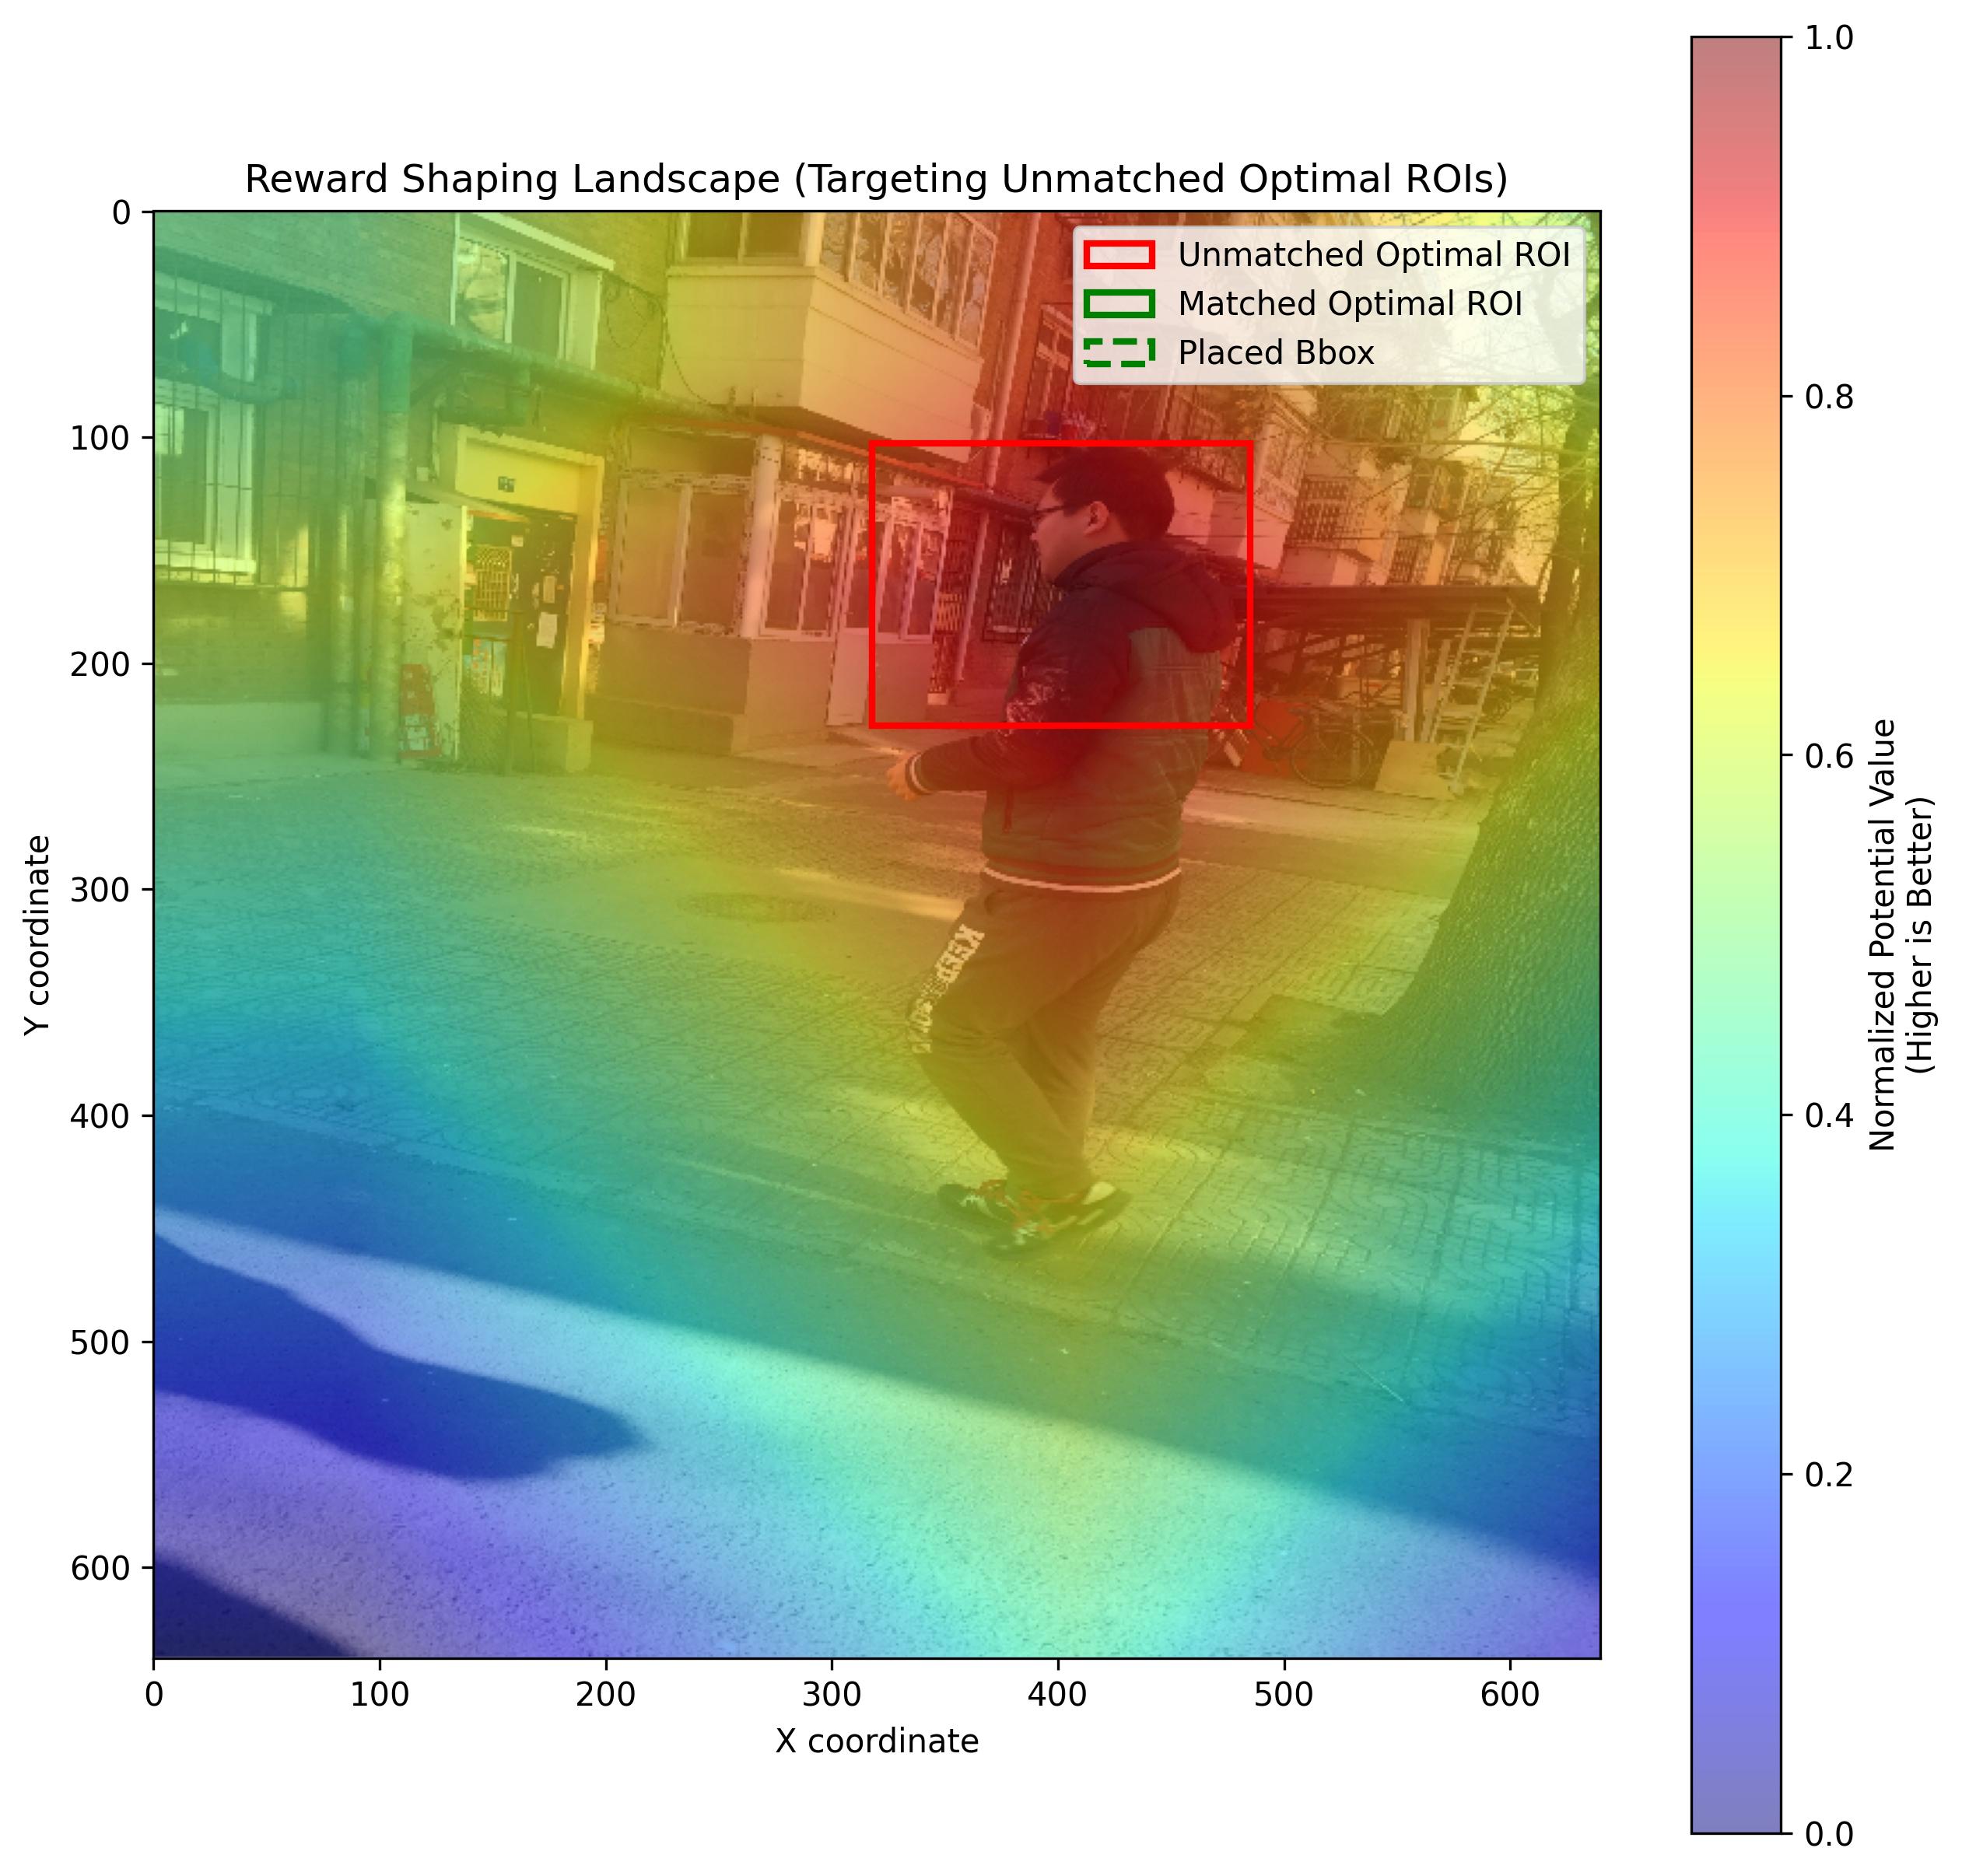 Reward Shaping Landscape (Targeting Unmatched Optimal ROIs)
Unmatched Optimal ROI
Matched Optimal ROI
Placed Bbox
0
100
200
300
400
500
600
Y coordinate
0 100 200 300 400 500 600
X coordinate
1.0
0.8
0.6
0.4
0.2
0.0
Normalized Potential Value
(Higher is Better)
KEEP